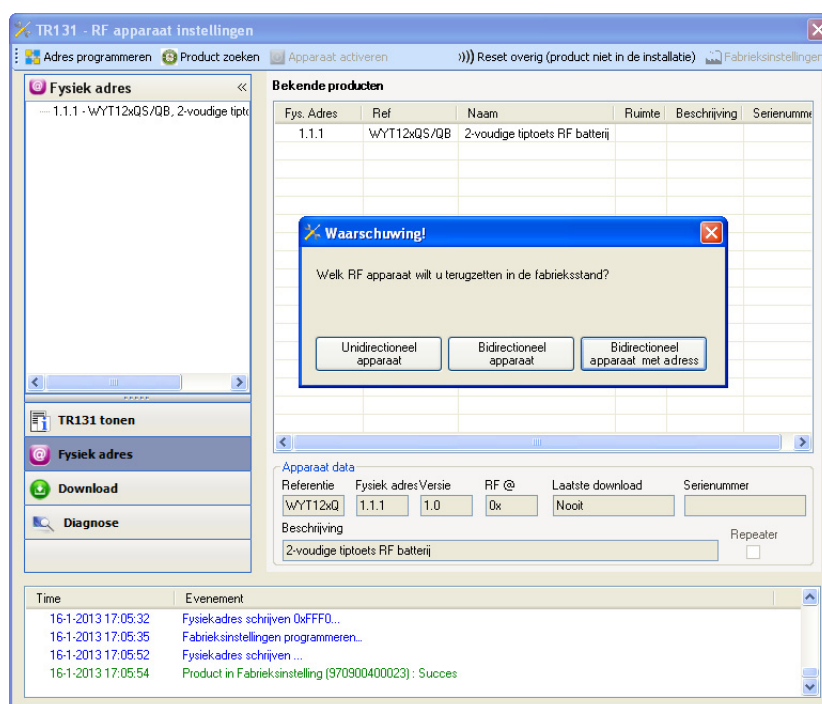 TR131 - RF apparaat instellingen
Adres programmeren Product zoeken Apparaat activeren Reset overig (product niet in de installatie) Fabrieksinstellingen
Fysiek adres «
1.1.1 - WYT12xQS/QB, 2-voudige tipto
Bekende producten
Fys. Adres Ref Naam Ruimte Beschrijving Serienumme
1.1.1 WYT12xQS/QB 2-voudige tiptoets RF batterij
Waarschuwing!
Welk RF apparaat wilt u terugzetten in de fabrieksstand?
Unidirectioneel
apparaat
Bidirectioneel
apparaat
Bidirectioneel
apparaat met adress
TR131 tonen
Fysiek adres
Download
Diagnose
Apparaat data
Referentie Fysiek adres Versie RF @ Laatste download Serienummer
WYT12xQ 1.1.1 1.0 0x Nooit
Beschrijving
Repeater
2-voudige tiptoets RF batterij
Time Evenement
16-1-2013 17:05:32 Fysiekadres schrijven 0xFFF0...
16-1-2013 17:05:35 Fabrieksinstellingen programmeren...
16-1-2013 17:05:52 Fysiekadres schrijven ...
16-1-2013 17:05:54 Product in Fabrieksinstelling (970900400023) : Succes